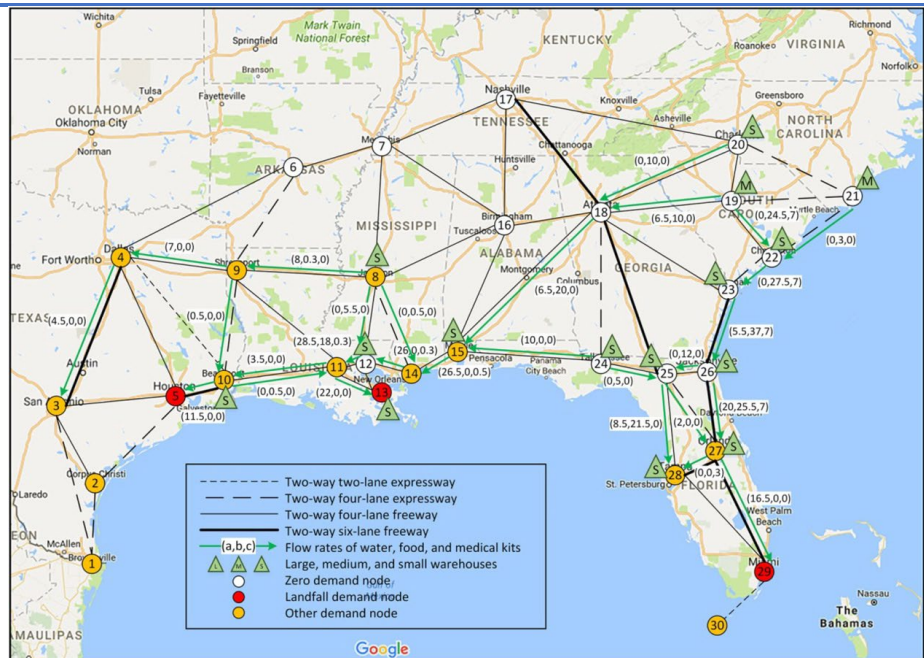 Wichita
Springfield
Mark Twain
National Forest
KENTUCKY
Richmond
Roanoke
VIRGINIA
Norfolk
Branson
Tulsa
Fayetteville
Nashville
17
TENNESSEE
Knoxville
Greensboro
OKLAHOMA
Oklahoma City
Norman
Memphis
7
6
ARKANSAS
Asheville
NORTH
CAROLINA
S
20
Chattanooga
Huntsville
(0,10,0)
M
M
19
21
SOUTH
(6.5,10,0)
(0,24.5,7)
(0,3,0)
Atlanta
18
Birmingham
16
Tuscaloosa
MISSISSIPPI
ALABAMA
GEORGIA
Montgomery
Columbus
S
22
(0,27.5,7)
Dallas
4
Fort Worth
(7,0,0)
9
(8,0.3,0)
S
8
(6.5,20,0)
S
23
TEXAS
(4.5,0,0)
(0.5,0,0)
(0,5.5,0)
(0,0.5,0)
(5.5,37,7)
Austin
(3.5,0,0)
(28.5,18,0.3)
S
11
12
14
S
15
Pensacola
(10,0,0)
Panama
City Beach
S
24
S
25
(0,12,0)
26
S
Houston
5
Galveston
10
S
(0,0.5,0)
(22,0,0)
New Orleans
13
S
(26.5,0,0.5)
(0,5,0)
San Antonio
3
(11.5,0,0)
(8.5,21.5,0)
(2,0,0)
(20,25.5,7)
27
S
S
28
(0,0,3)
St. Petersburg
FLORIDA
Corpus Christi
2
Laredo
(16.5,0,0)
West Palm
Beach
McAllen
Brownsville
1
Miami
29
30
Nassau
The
Bahamas
Two-way two-lane expressway
Two-way four-lane expressway
Two-way four-lane freeway
Two-way six-lane freeway
(a,b,c) Flow rates of water, food, and medical kits
L M S Large, medium, and small warehouses
Zero demand node
Landfall demand node
Other demand node
Google